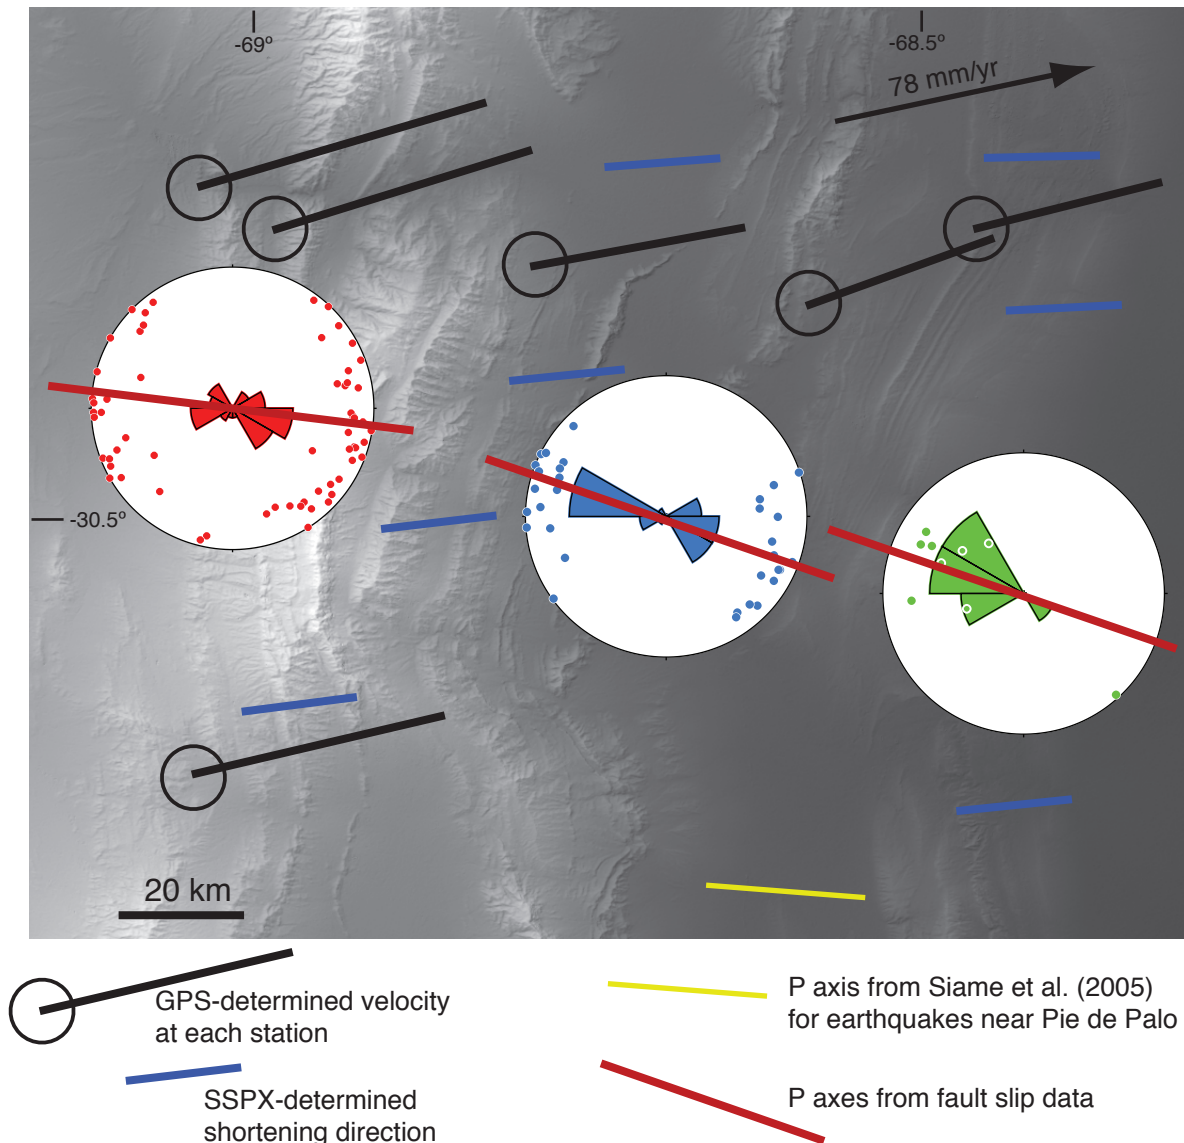 -69º
-68.5º
78 mm/yr
-30.5º
20 km
GPS-determined velocity
at each station
SSPX-determined
shortening direction
P axis from Siame et al. (2005)
for earthquakes near Pie de Palo
P axes from fault slip data